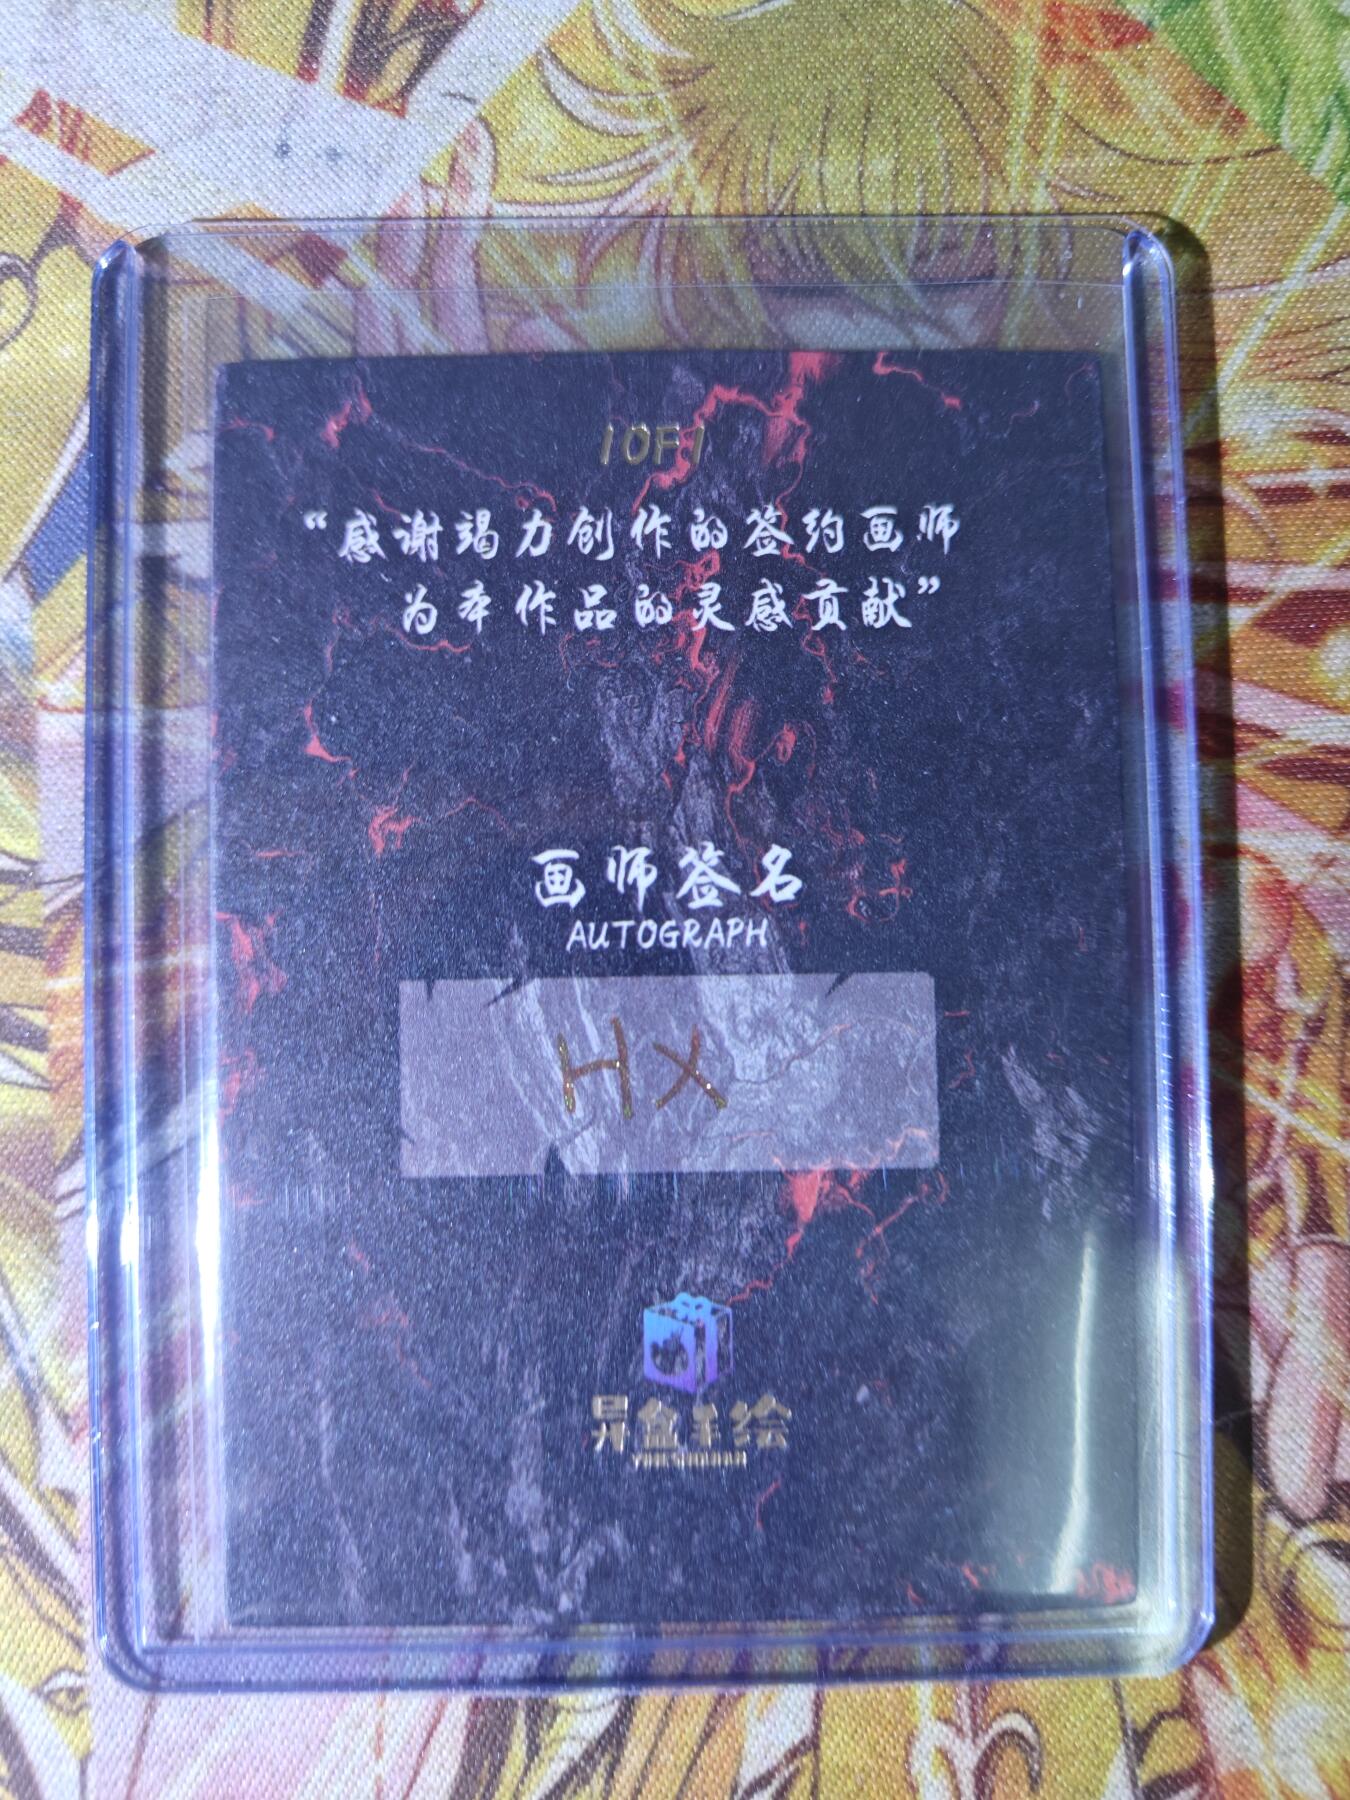 1OF1
“感谢竭力创作的签约画师
为本作品的灵感贡献”
画师签名
AUTOGRAPH
HX
异盒手绘